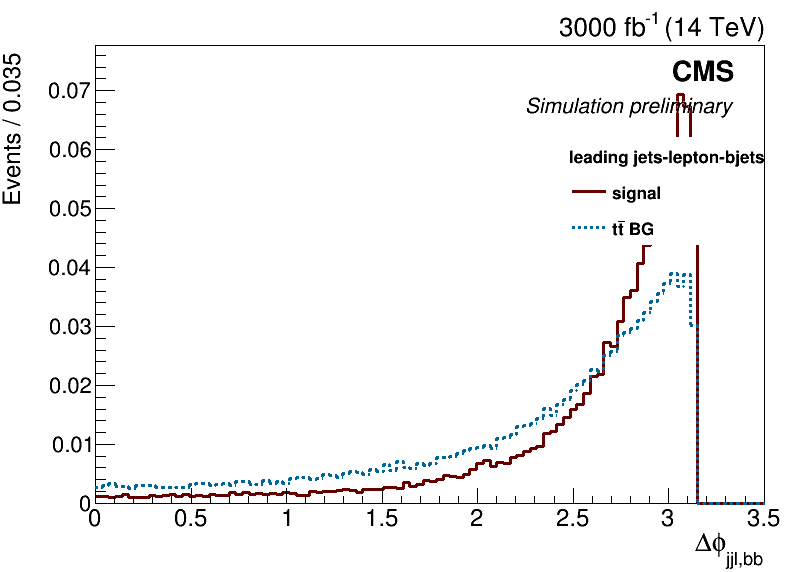 3000 fb⁻¹ (14 TeV)
CMS
Simulation preliminary
leading jets-lepton-bjets
signal
tt̄ BG
Events / 0.035
0.07
0.06
0.05
0.04
0.03
0.02
0.01
0
0 0.5 1 1.5 2 2.5 3 3.5
Δϕjjl,bb